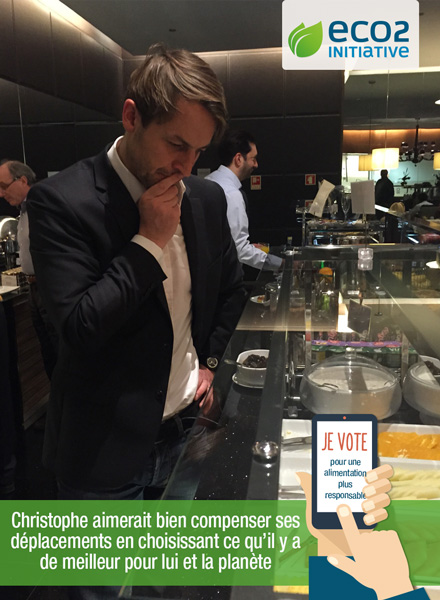 eco2
INITIATIVE
JE VOTE
pour une
alimentation
plus
responsable
Christophe aimerait bien compenser ses
déplacements en choisissant ce qu'il y a
de meilleur pour lui et la planète